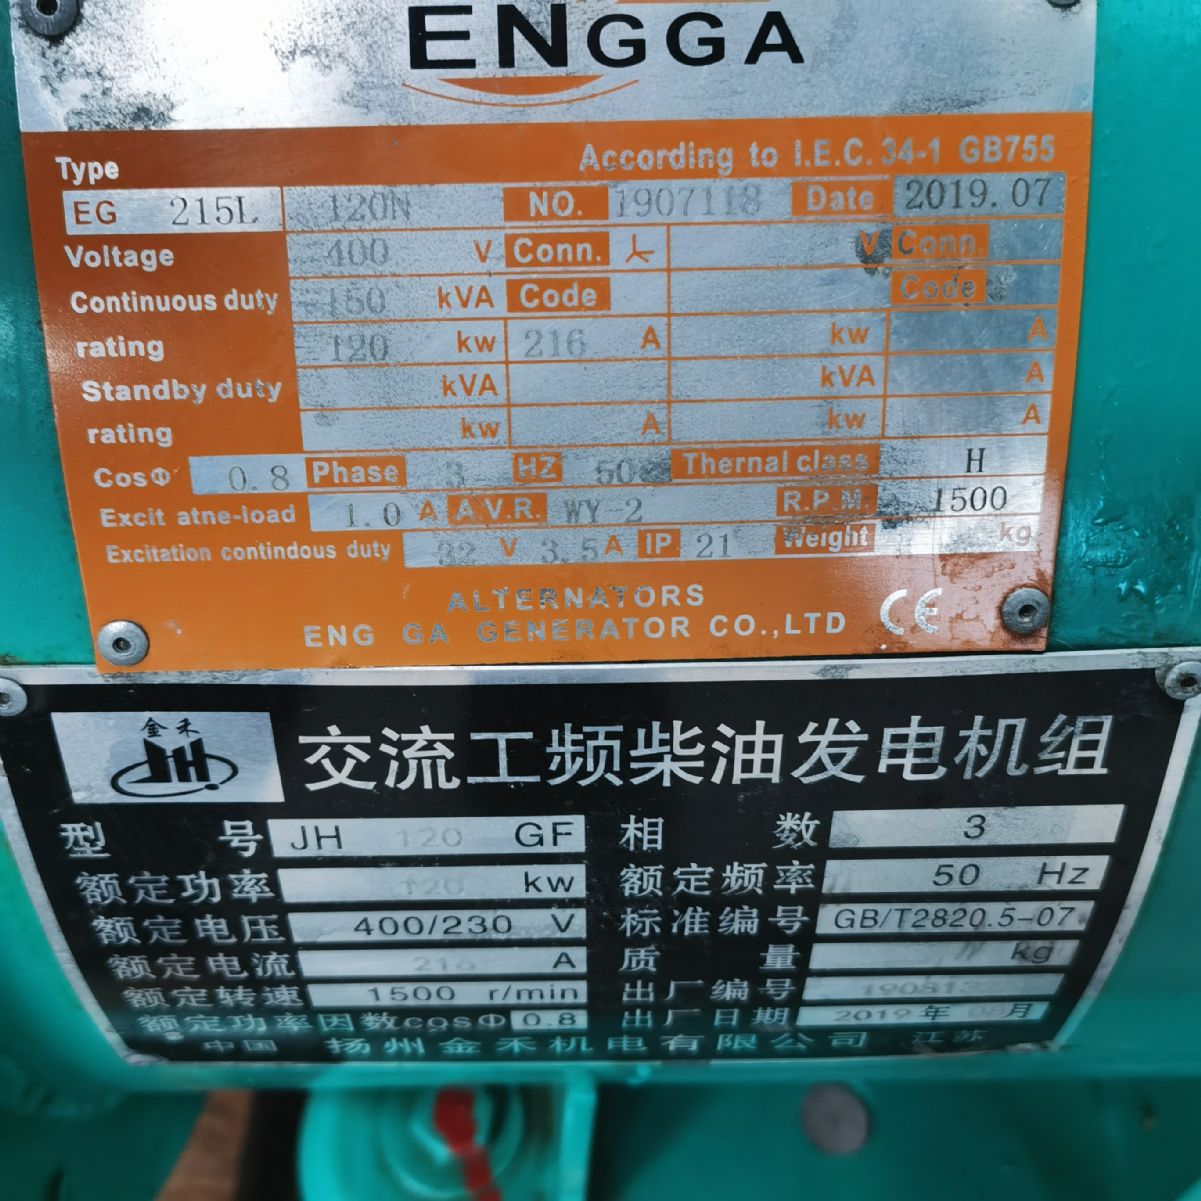 ENGGA
According to I.E.C. 34-1 GB755
Type
EG 215L 120N NO. 1907118 Date 2019.07
Voltage 400 V Conn. V Conn.
Continuous duty 150 kVA Code Code
rating 120 kw 216 A kw A
Standby duty kVA kVA A
rating kw A kw A
CosΦ 0.8 Phase 3 HZ 50 Thernal class H
Excit atne-load 1.0 A A.V.R. WY-2 R.P.M. 1500
Excitation contindous duty 32 V 3.5 A IP 21 Weight kg
ALTERNATORS
ENG GA GENERATOR CO.,LTD CE
金禾
JH
交流工频柴油发电机组
型号 JH 120 GF 相数 3
额定功率 120 kw 额定频率 50 Hz
额定电压 400/230 V 标准编号 GB/T2820.5-07
额定电流 216 A 质量 kg
额定转速 1500 r/min 出厂编号
额定功率因数cosΦ 0.8 出厂日期 2019年 月
中国 扬州金禾机电有限公司 江苏